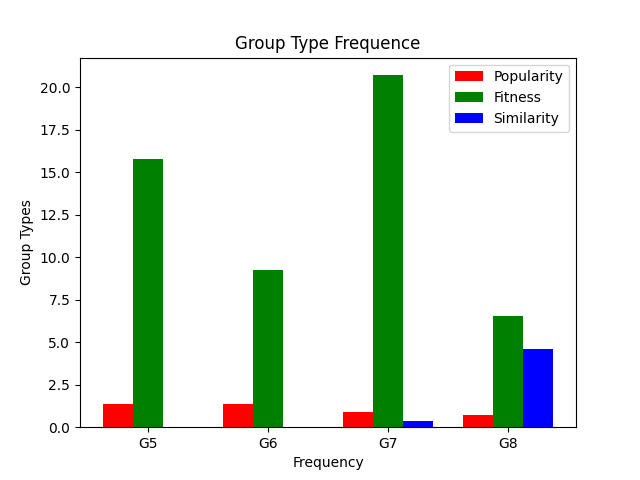 Group Type Frequence
Popularity
Fitness
Similarity
20.0
17.5
15.0
12.5
10.0
7.5
5.0
2.5
0.0
Group Types
G5 G6 G7 G8
Frequency